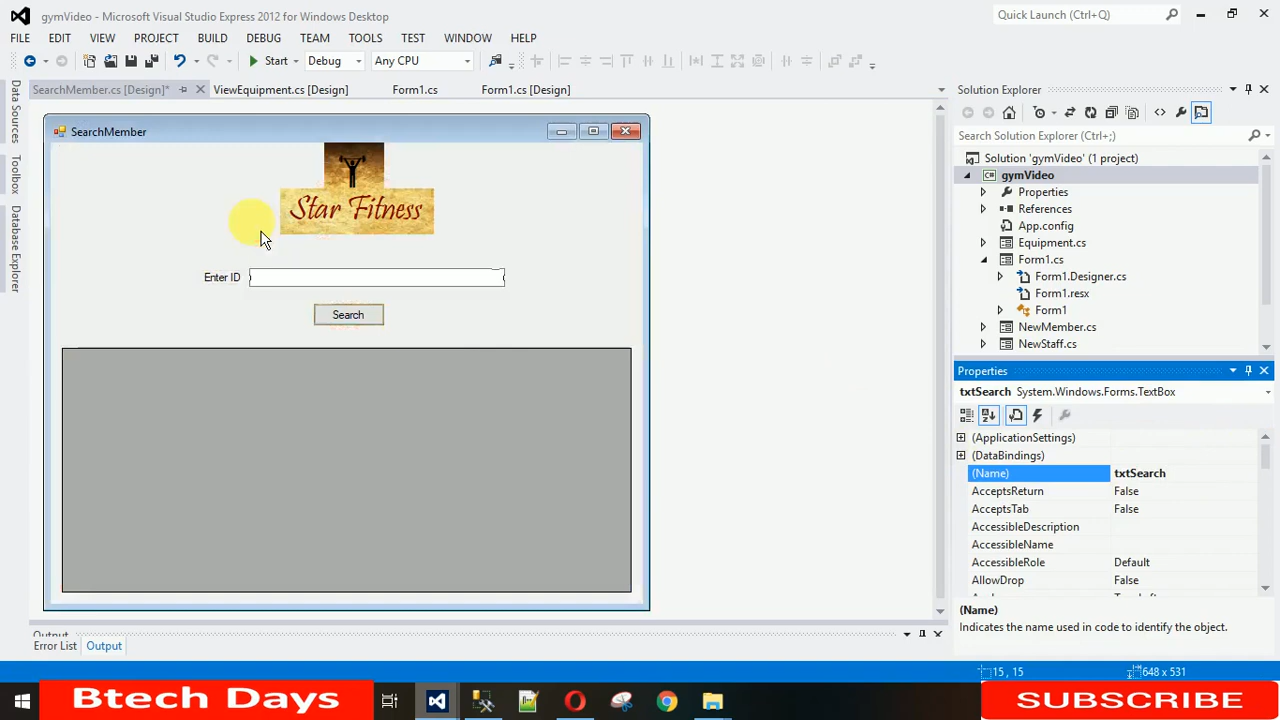 gymVideo - Microsoft Visual Studio Express 2012 for Windows Desktop
Quick Launch (Ctrl+Q)
FILE EDIT VIEW PROJECT BUILD DEBUG TEAM TOOLS TEST WINDOW HELP
Start Debug Any CPU
Data Sources
Toolbox
Database Explorer
SearchMember.cs [Design]* ViewEquipment.cs [Design] Form1.cs Form1.cs [Design]
SearchMember
Star Fitness
Enter ID
Search
Solution Explorer
Search Solution Explorer (Ctrl+;)
Solution 'gymVideo' (1 project)
gymVideo
Properties
References
App.config
Equipment.cs
Form1.cs
Form1.Designer.cs
Form1.resx
Form1
NewMember.cs
NewStaff.cs
Properties
txtSearch System.Windows.Forms.TextBox
(ApplicationSettings)
(DataBindings)
(Name) txtSearch
AcceptsReturn False
AcceptsTab False
AccessibleDescription
AccessibleName
AccessibleRole Default
AllowDrop False
(Name)
Indicates the name used in code to identify the object.
Output
Error List Output
15 , 15 648 x 531
Btech Days
SUBSCRIBE